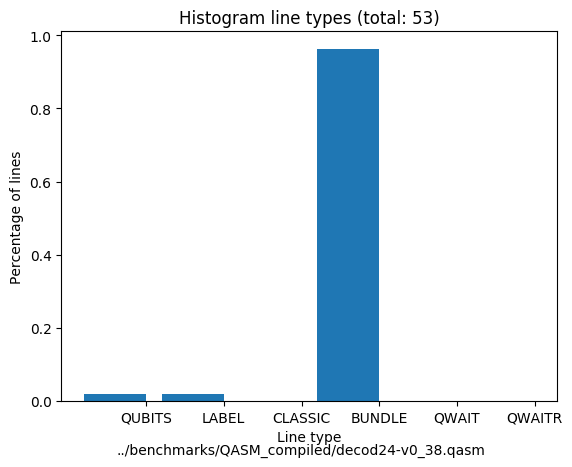 Histogram line types (total: 53)
Percentage of lines
1.0
0.8
0.6
0.4
0.2
0.0
QUBITS LABEL CLASSIC BUNDLE QWAIT QWAITR
Line type
../benchmarks/QASM_compiled/decod24-v0_38.qasm